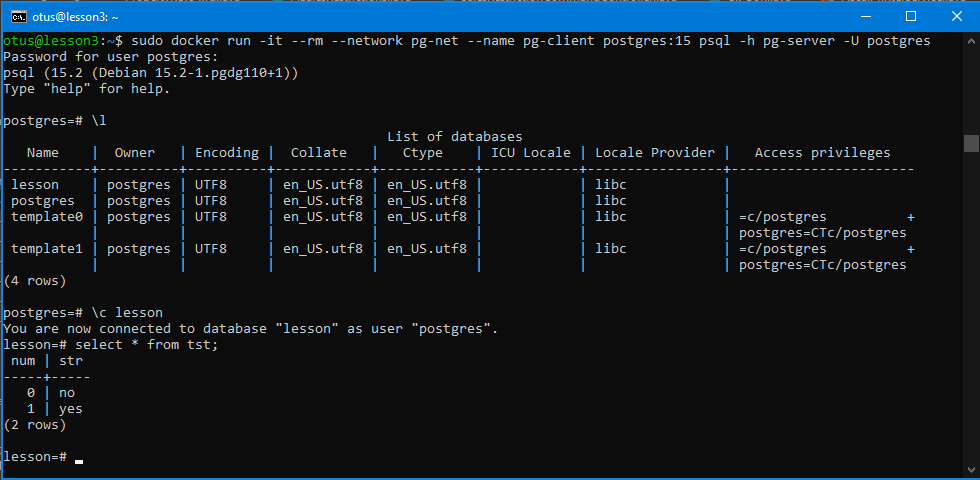 otus@lesson3: ~
otus@lesson3:~$ sudo docker run -it --rm --network pg-net --name pg-client postgres:15 psql -h pg-server -U postgres
Password for user postgres:
psql (15.2 (Debian 15.2-1.pgdg110+1))
Type "help" for help.

postgres=# \l
                                                List of databases
   Name    |  Owner   | Encoding |  Collate   |   Ctype    | ICU Locale | Locale Provider |   Access privileges
-----------+----------+----------+------------+------------+------------+-----------------+-----------------------
 lesson    | postgres | UTF8     | en_US.utf8 | en_US.utf8 |            | libc            |
 postgres  | postgres | UTF8     | en_US.utf8 | en_US.utf8 |            | libc            |
 template0 | postgres | UTF8     | en_US.utf8 | en_US.utf8 |            | libc            | =c/postgres          +
           |          |          |            |            |            |                 | postgres=CTc/postgres
 template1 | postgres | UTF8     | en_US.utf8 | en_US.utf8 |            | libc            | =c/postgres          +
           |          |          |            |            |            |                 | postgres=CTc/postgres
(4 rows)

postgres=# \c lesson
You are now connected to database "lesson" as user "postgres".
lesson=# select * from tst;
 num | str
-----+-----
   0 | no
   1 | yes
(2 rows)

lesson=#